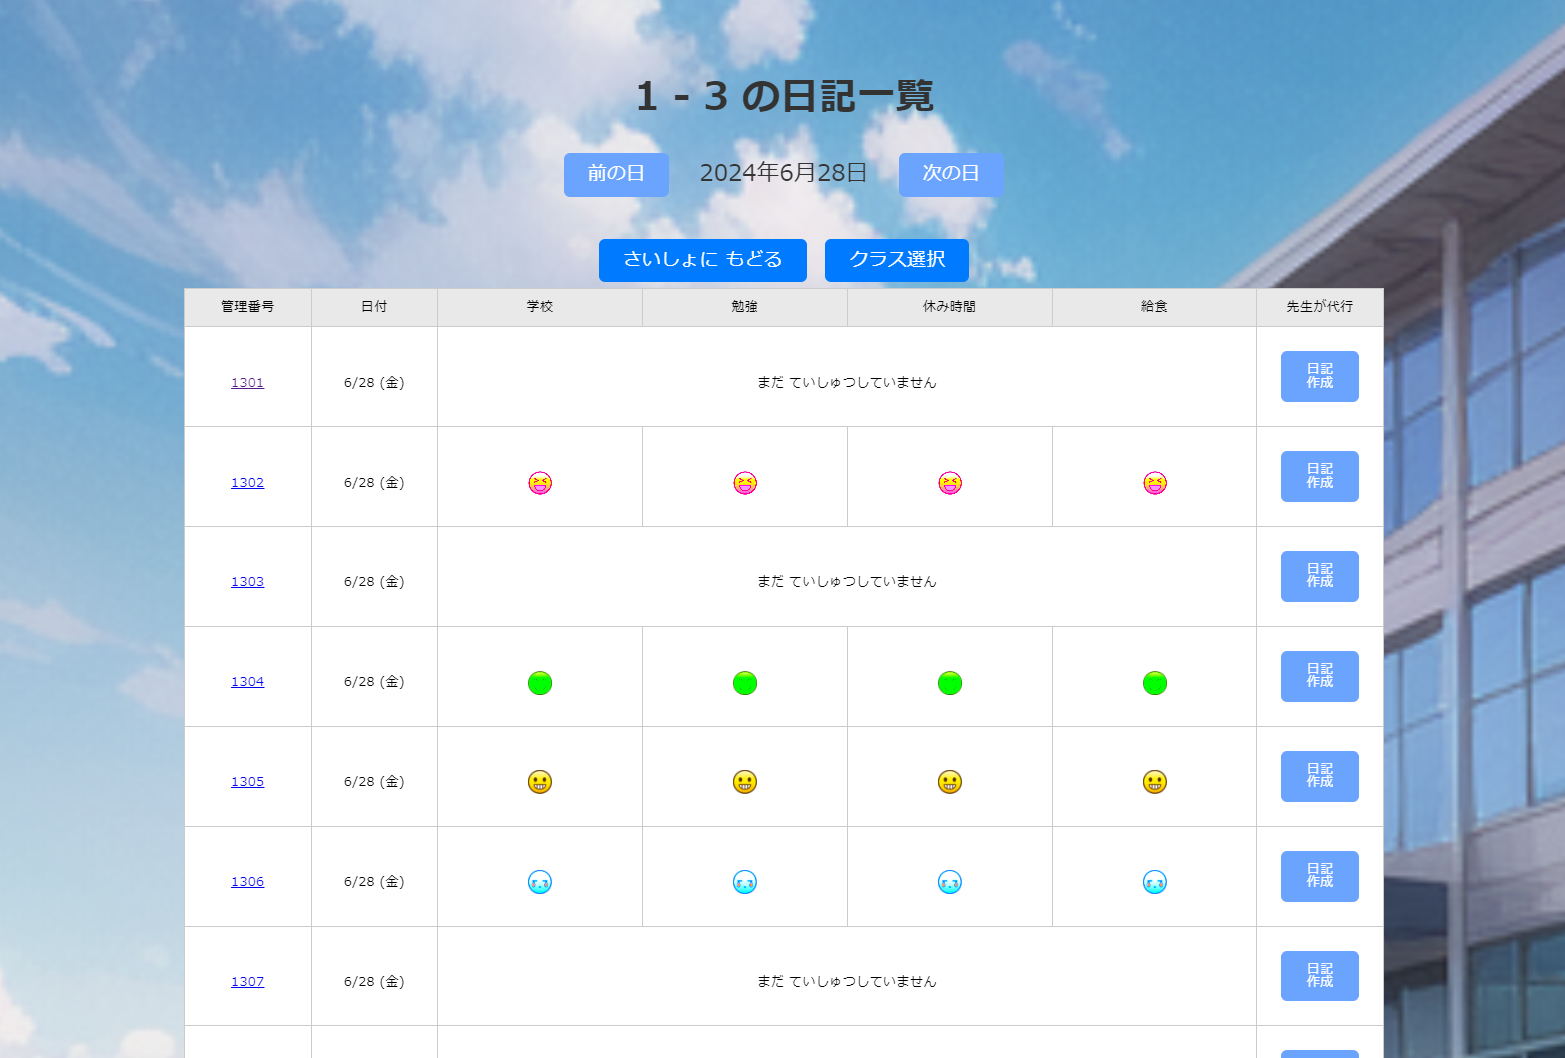 1 - 3 の日記一覧
前の日 2024年6月28日 次の日
さいしょに もどる クラス選択
管理番号 日付 学校 勉強 休み時間 給食 先生が代行
1301 6/28 (金) まだ ていしゅつしていません 日記
作成
1302 6/28 (金) 日記
作成
1303 6/28 (金) まだ ていしゅつしていません 日記
作成
1304 6/28 (金) 日記
作成
1305 6/28 (金) 日記
作成
1306 6/28 (金) 日記
作成
1307 6/28 (金) まだ ていしゅつしていません 日記
作成